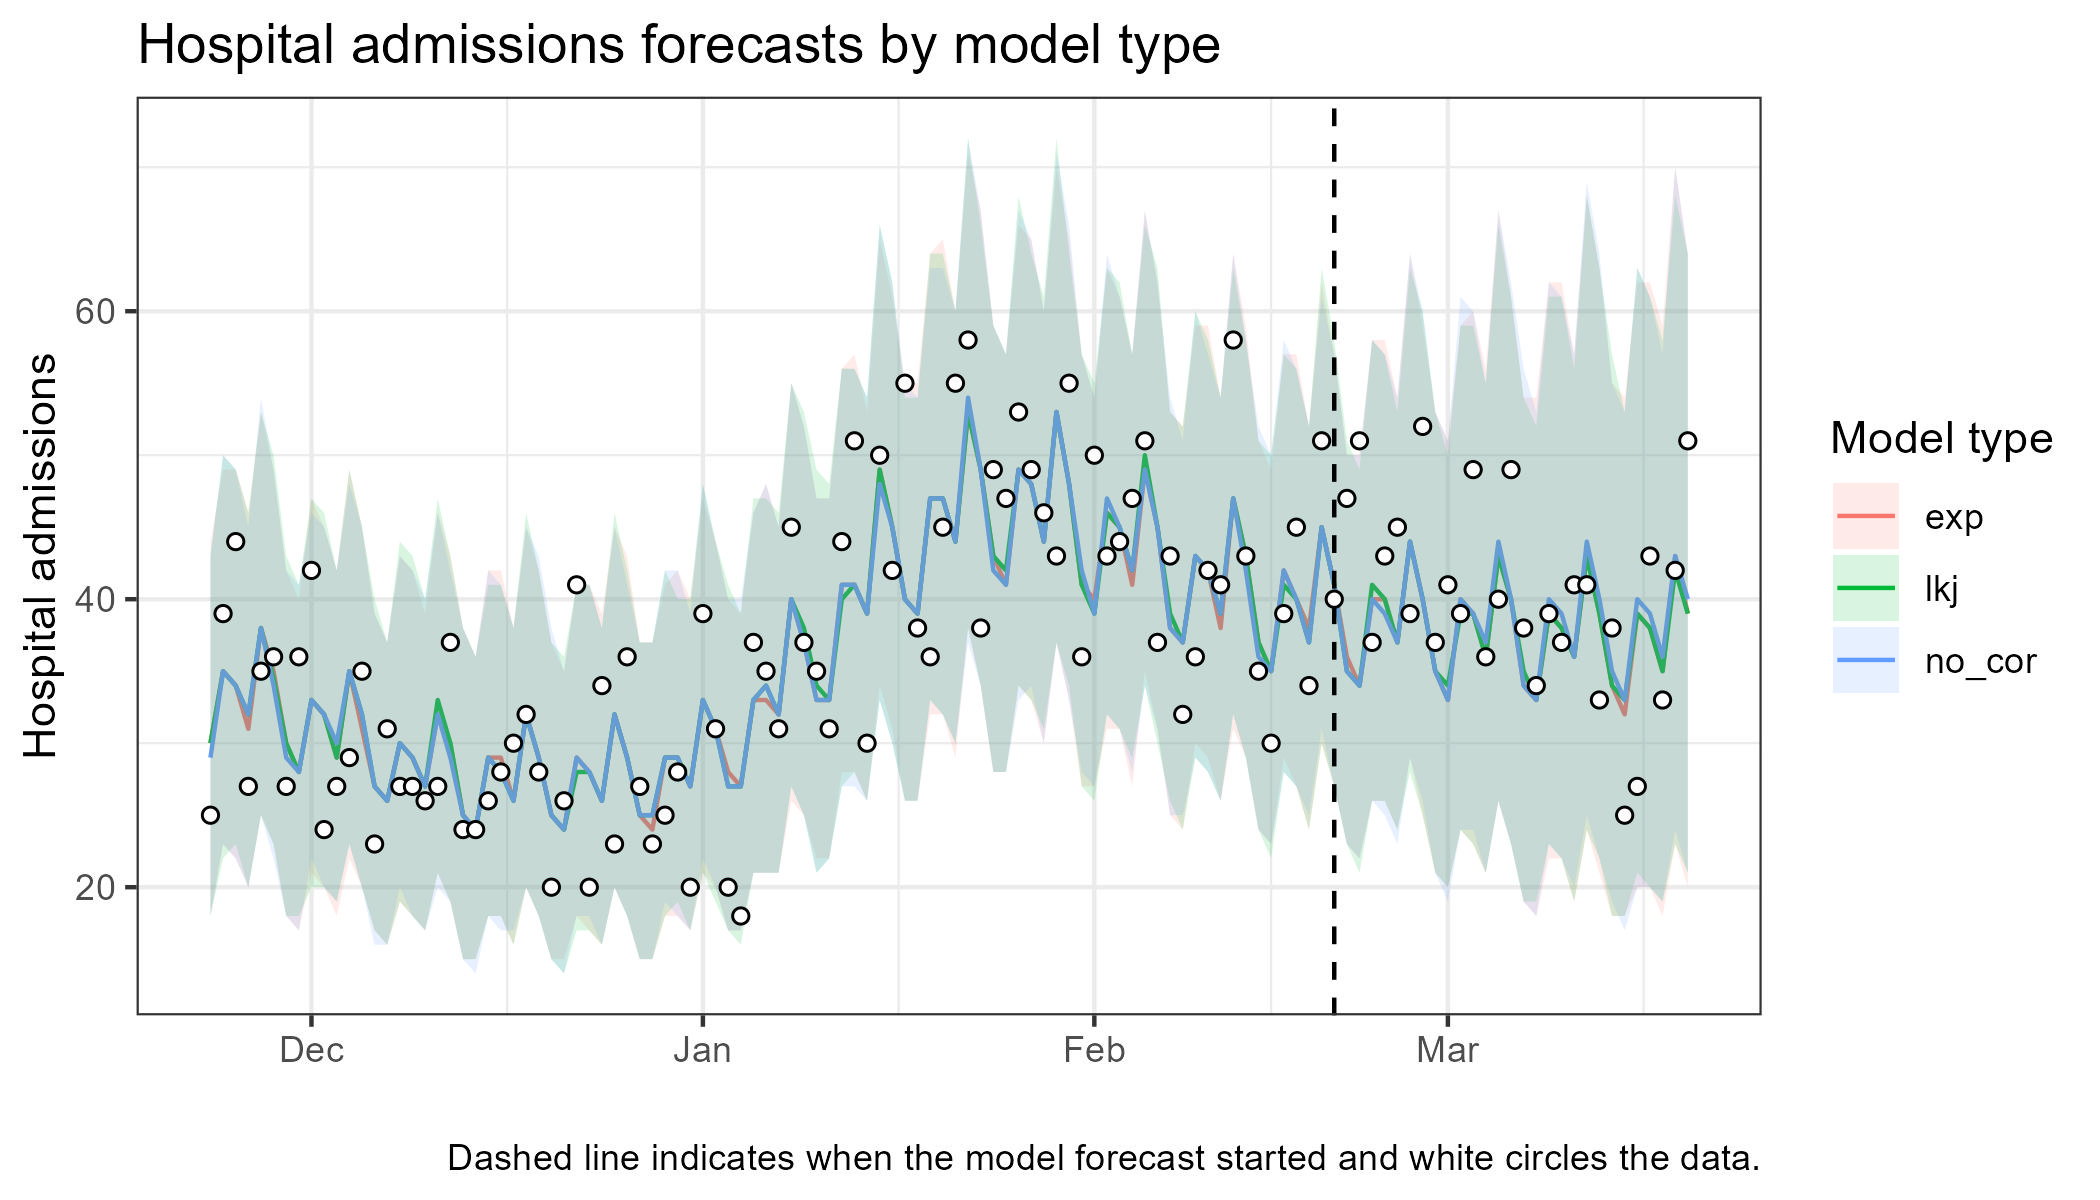 Hospital admissions forecasts by model type
Hospital admissions
60
40
20
Dec Jan Feb Mar
Model type
exp
lkj
no_cor
Dashed line indicates when the model forecast started and white circles the data.